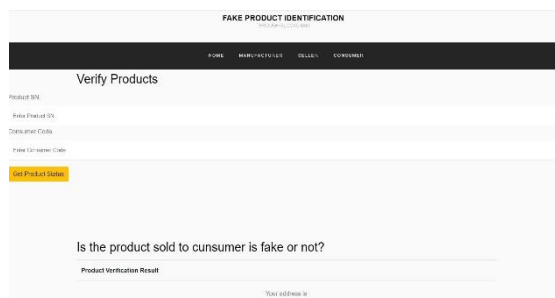 FAKE PRODUCT IDENTIFICATION
HOME MANUFACTURER SELLER CONSUMER
Verify Products
Product SN
Enter Product SN
Consumer Code
Enter Consumer Code
Get Product Status
Is the product sold to cunsumer is fake or not?
Product Verification Result
Your address is